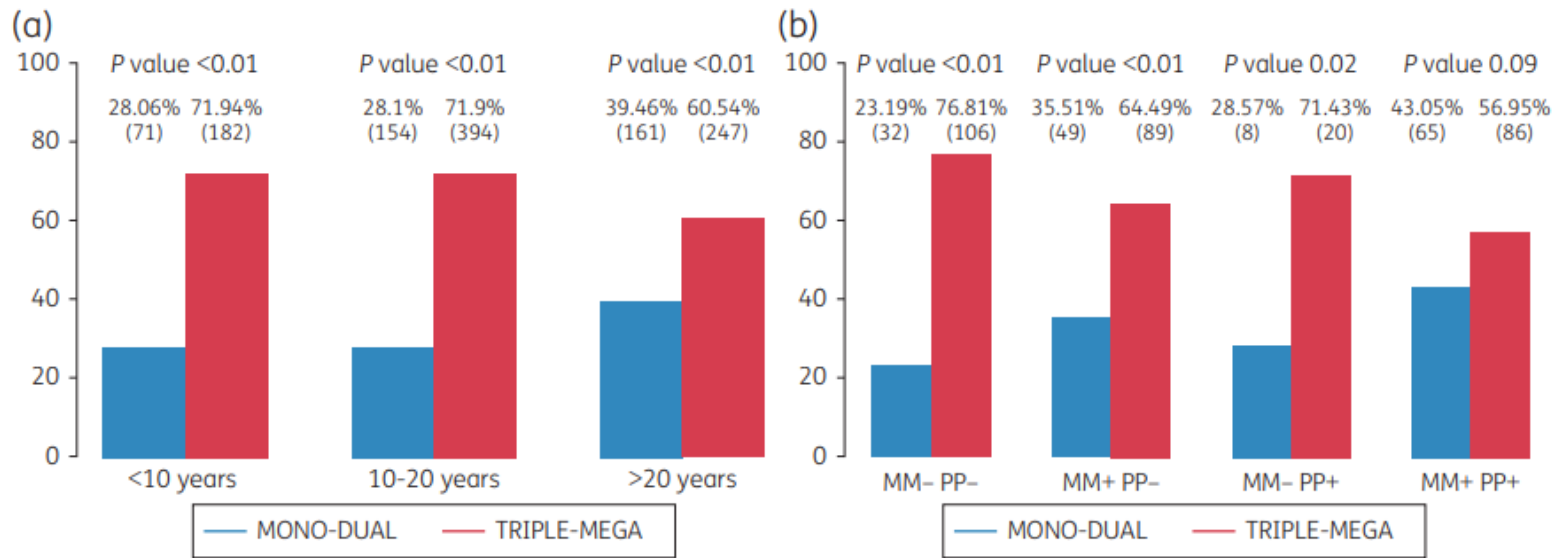 (a)
P value <0.01 P value <0.01 P value <0.01
28.06% 71.94% 28.1% 71.9% 39.46% 60.54%
(71) (182) (154) (394) (161) (247)
100
80
60
40
20
0
<10 years 10-20 years >20 years
MONO-DUAL TRIPLE-MEGA
(b)
P value <0.01 P value <0.01 P value 0.02 P value 0.09
23.19% 76.81% 35.51% 64.49% 28.57% 71.43% 43.05% 56.95%
(32) (106) (49) (89) (8) (20) (65) (86)
100
80
60
40
20
0
MM– PP– MM+ PP– MM– PP+ MM+ PP+
MONO-DUAL TRIPLE-MEGA